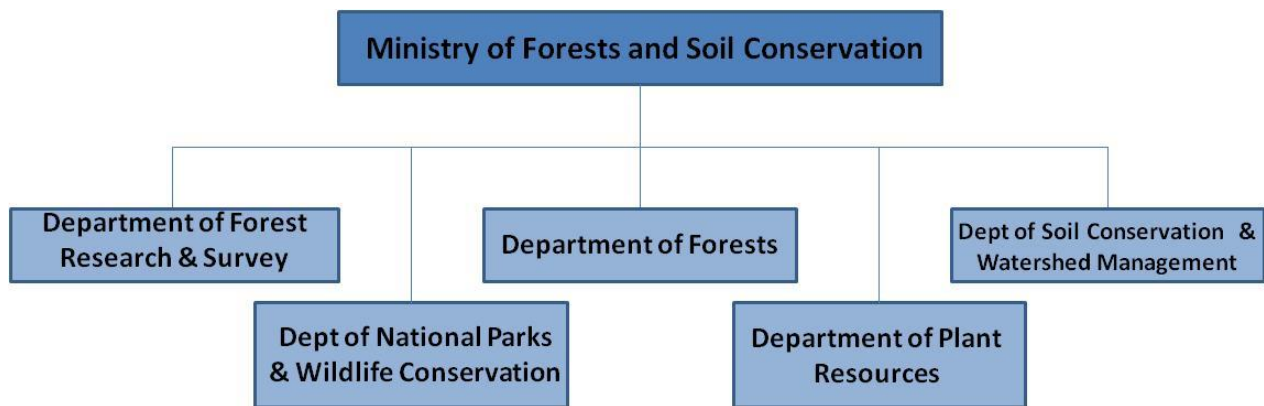 Ministry of Forests and Soil Conservation
Department of Forest
Research & Survey
Department of Forests
Dept of Soil Conservation &
Watershed Management
Dept of National Parks
& Wildlife Conservation
Department of Plant
Resources